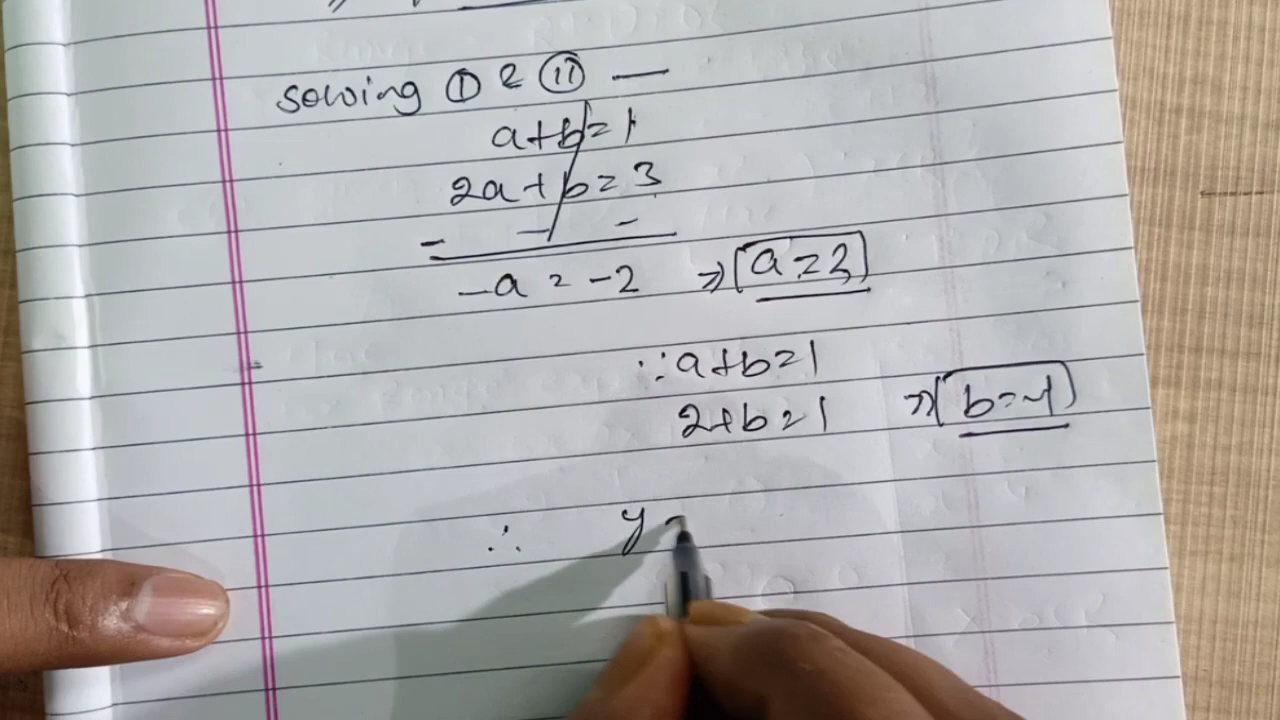 solving ① & ⑪ —
a+b=1
2a+b=3
- - -
-a = -2 ⇒ a=2
∵ a+b=1
2+b=1 ⇒ b=-1
∴ y